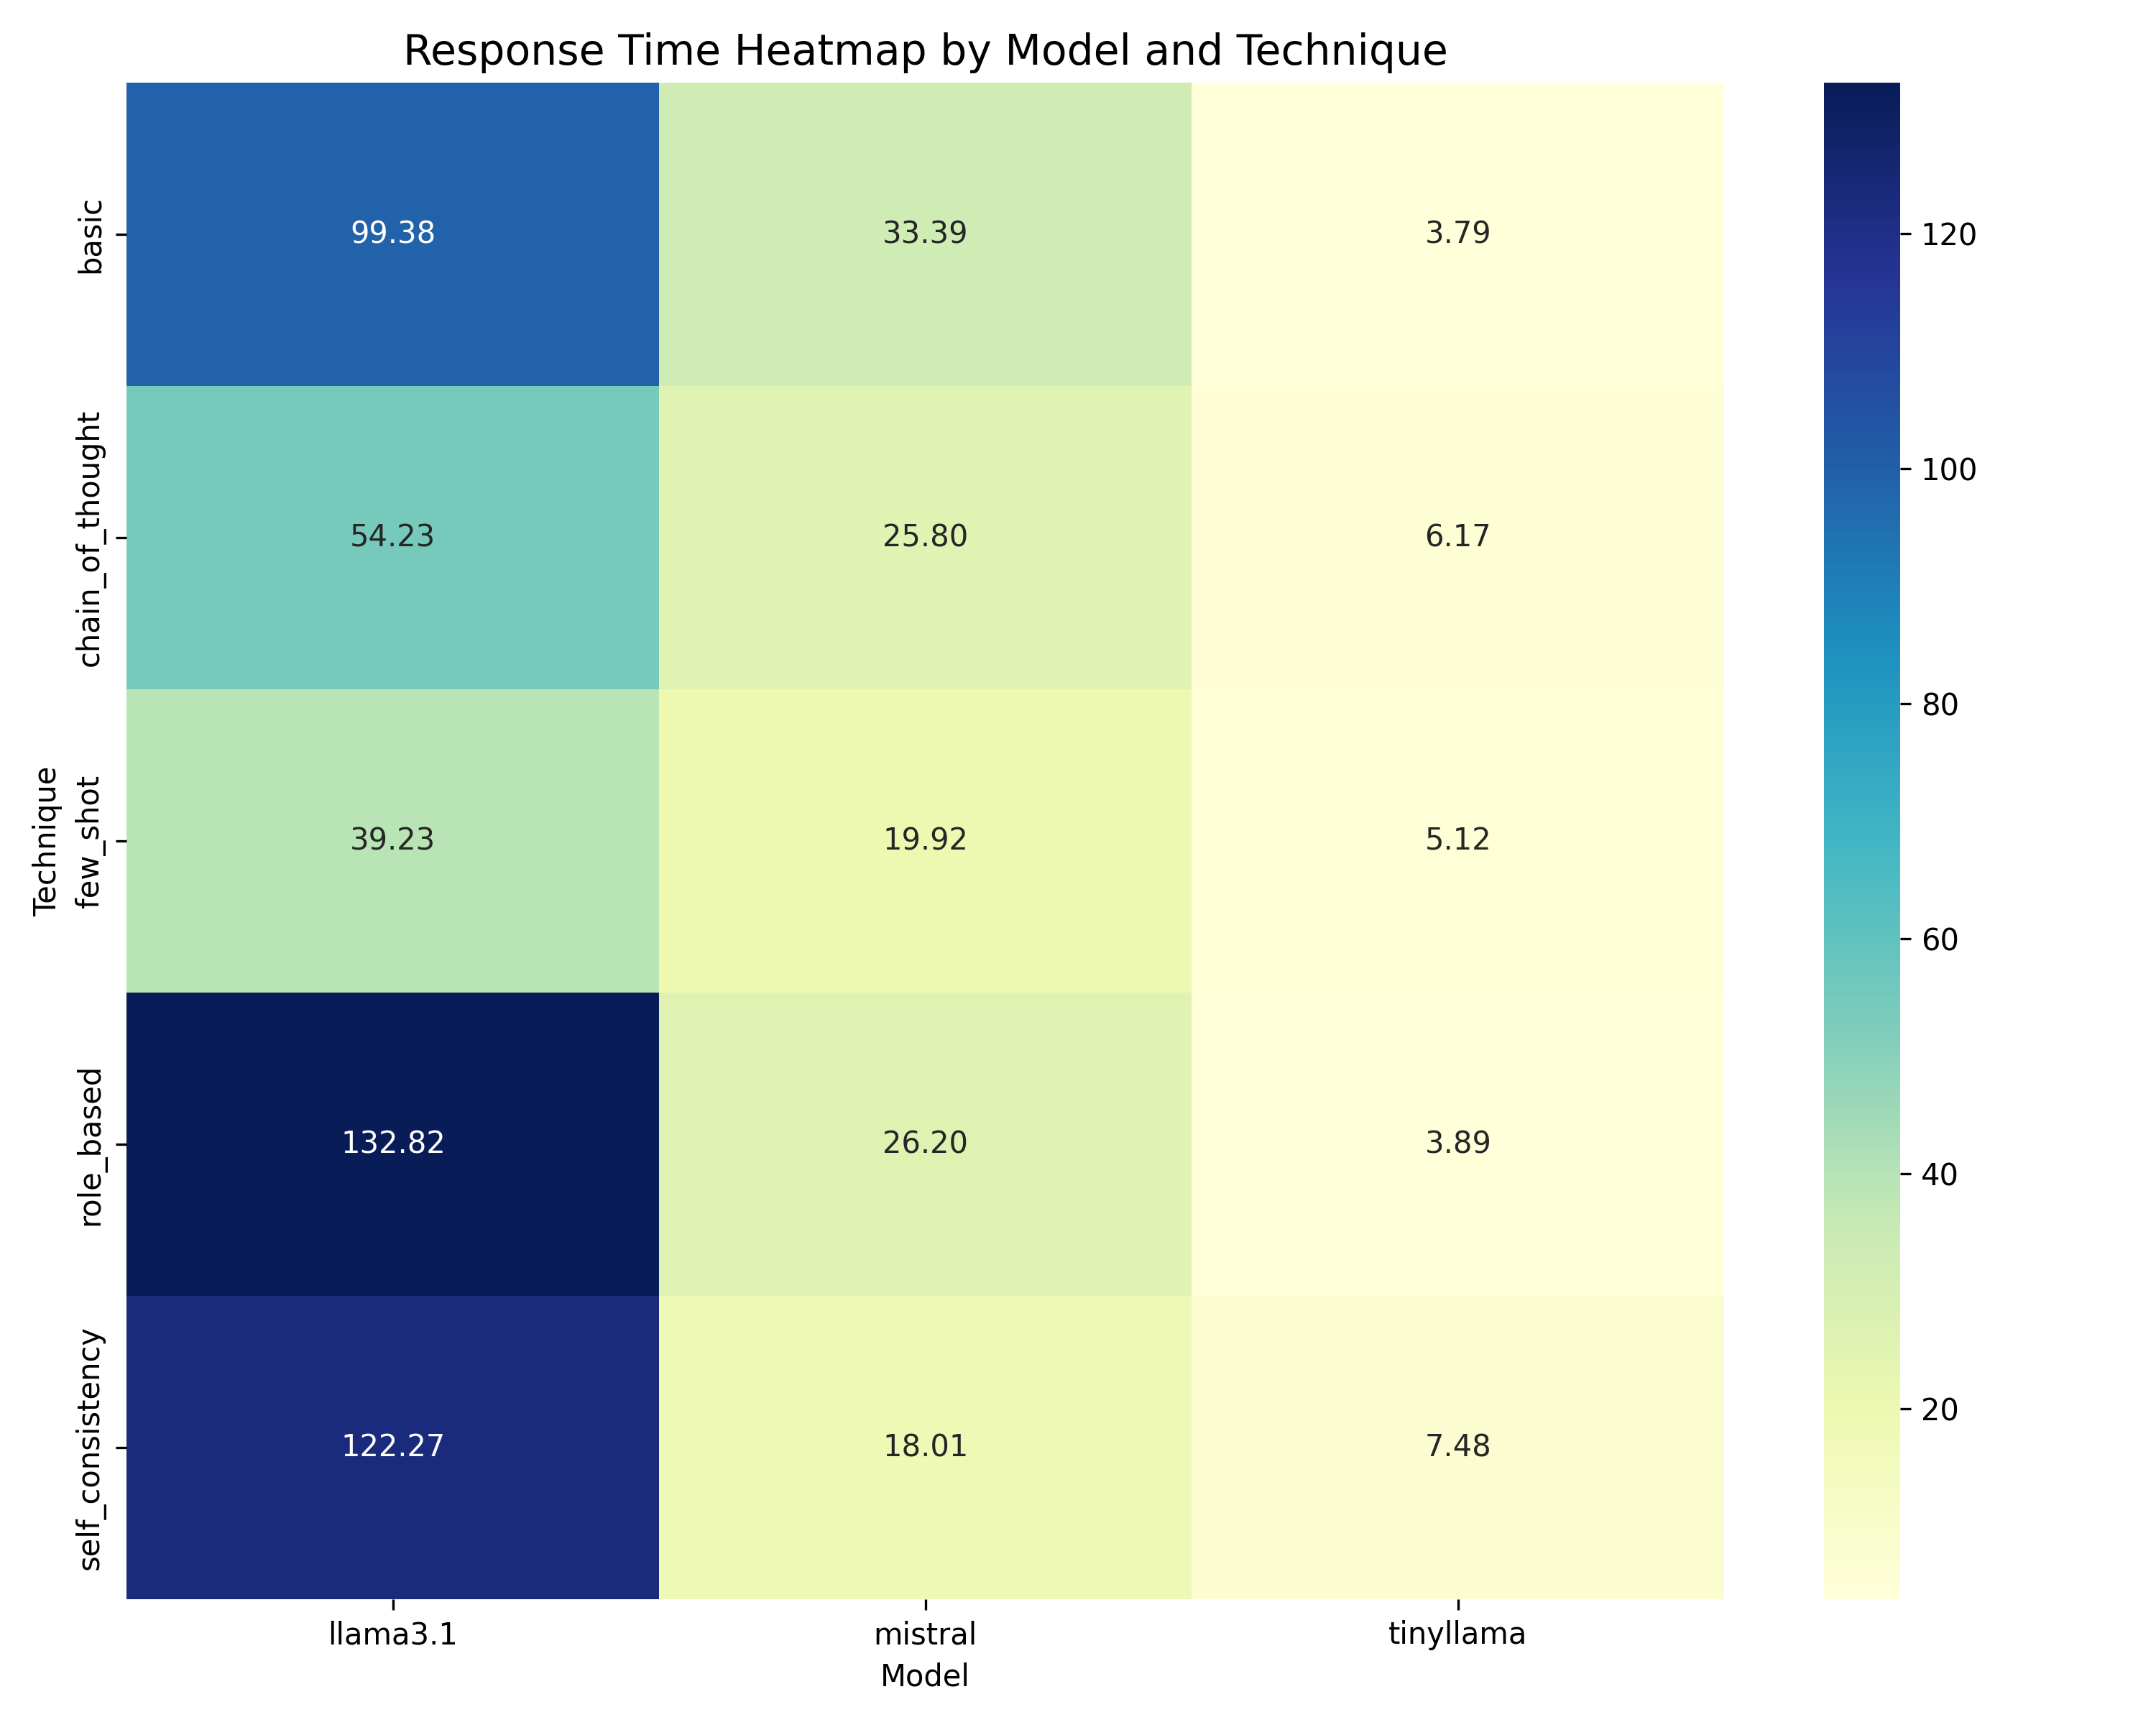 Response Time Heatmap by Model and Technique
Technique
basic
99.38
33.39
3.79
chain_of_thought
54.23
25.80
6.17
few_shot
39.23
19.92
5.12
role_based
132.82
26.20
3.89
self_consistency
122.27
18.01
7.48
llama3.1
mistral
tinyllama
Model
120
100
80
60
40
20